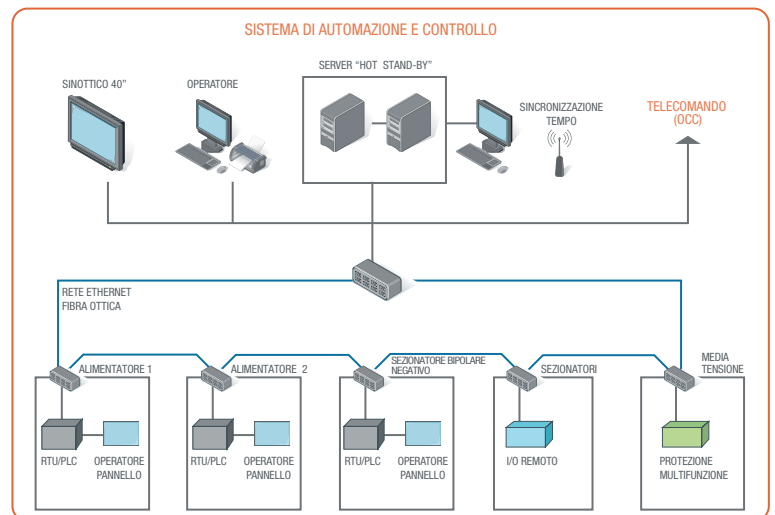 SISTEMA DI AUTOMAZIONE E CONTROLLO
SINOTTICO 40”
OPERATORE
SERVER “HOT STAND-BY”
SINCRONIZZAZIONE
TEMPO
TELECOMANDO
(OCC)
RETE ETHERNET
FIBRA OTTICA
ALIMENTATORE 1
ALIMENTATORE 2
SEZIONATORE BIPOLARE
NEGATIVO
SEZIONATORI
MEDIA
TENSIONE
RTU/PLC
OPERATORE
PANNELLO
RTU/PLC
OPERATORE
PANNELLO
RTU/PLC
OPERATORE
PANNELLO
I/O REMOTO
PROTEZIONE
MULTIFUNZIONE